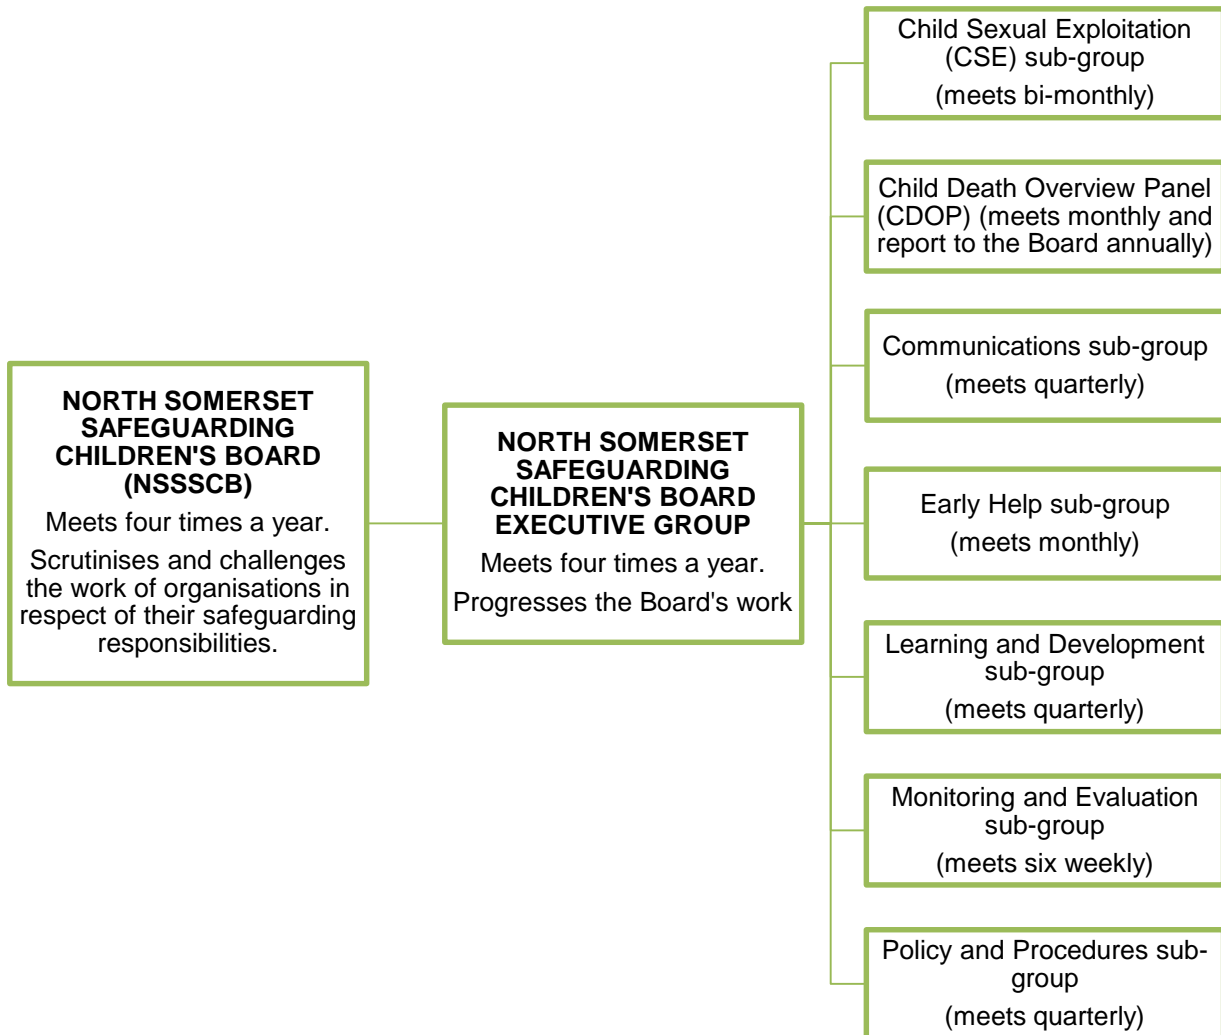 NORTH SOMERSET
SAFEGUARDING
CHILDREN'S BOARD
(NSSSCB)
Meets four times a year.
Scrutinises and challenges
the work of organisations in
respect of their safeguarding
responsibilities.
NORTH SOMERSET
SAFEGUARDING
CHILDREN'S BOARD
EXECUTIVE GROUP
Meets four times a year.
Progresses the Board's work
Child Sexual Exploitation
(CSE) sub-group
(meets bi-monthly)
Child Death Overview Panel
(CDOP) (meets monthly and
report to the Board annually)
Communications sub-group
(meets quarterly)
Early Help sub-group
(meets monthly)
Learning and Development
sub-group
(meets quarterly)
Monitoring and Evaluation
sub-group
(meets six weekly)
Policy and Procedures sub-
group
(meets quarterly)